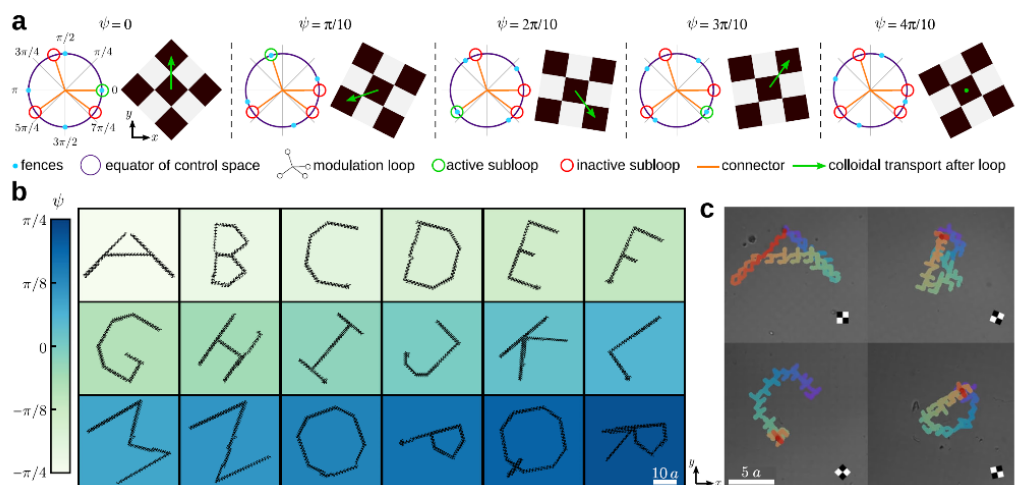 a
ψ = 0
ψ = π/10
ψ = 2π/10
ψ = 3π/10
ψ = 4π/10
3π/4
π/2
π/4
π
0
5π/4
3π/2
7π/4
y
x
fences
equator of control space
modulation loop
active subloop
inactive subloop
connector
colloidal transport after loop
b
ψ
π/4
π/8
0
−π/8
−π/4
A B C D E F
G H I J K L
M N O P Q R
10 a
y
x
c
5 a